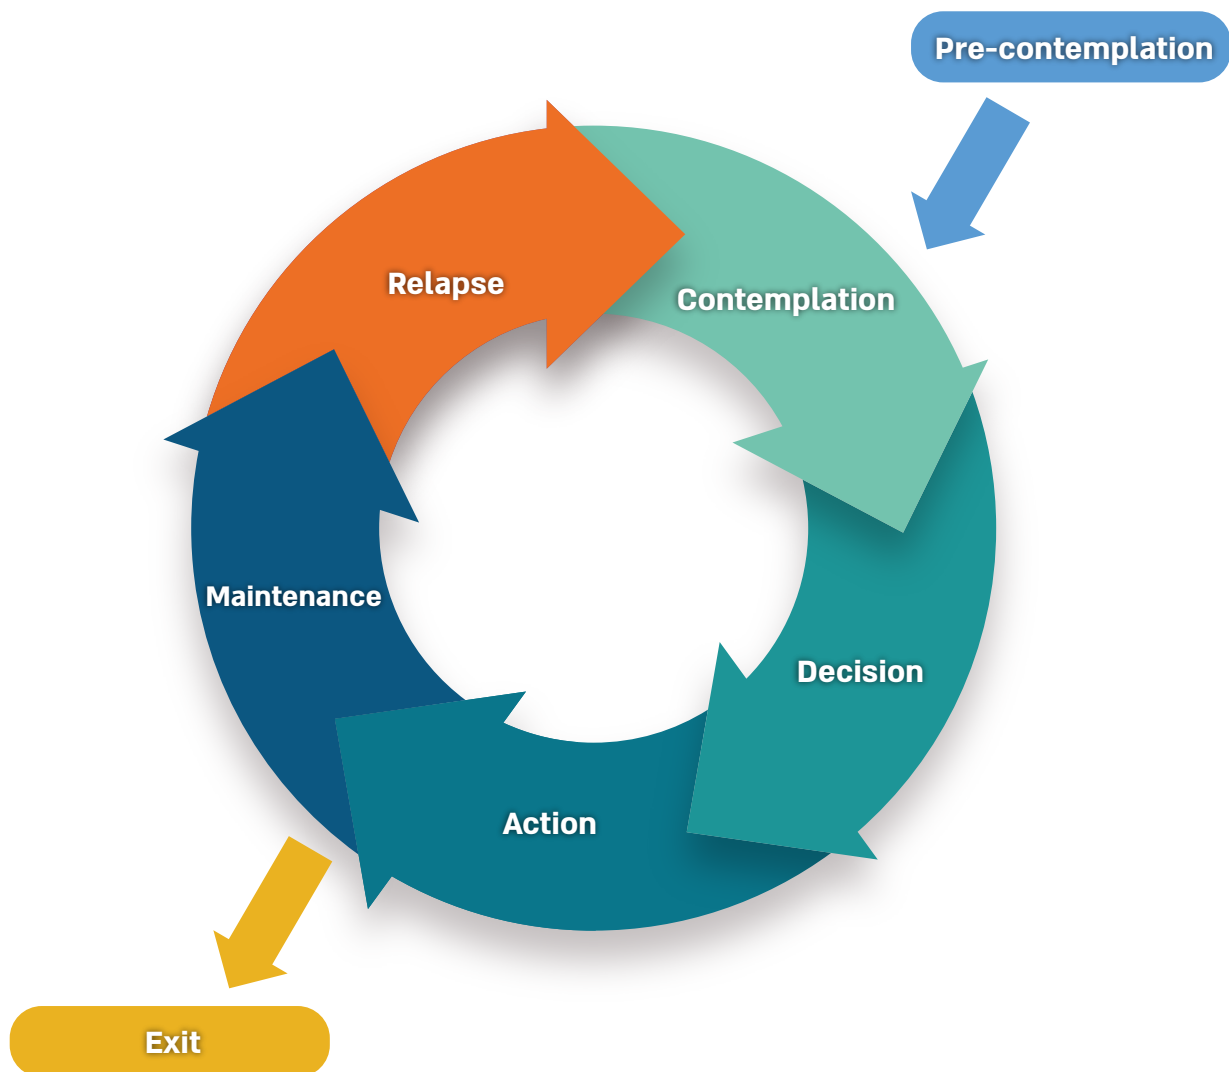 Pre-contemplation
Relapse
Contemplation
Maintenance
Decision
Action
Exit